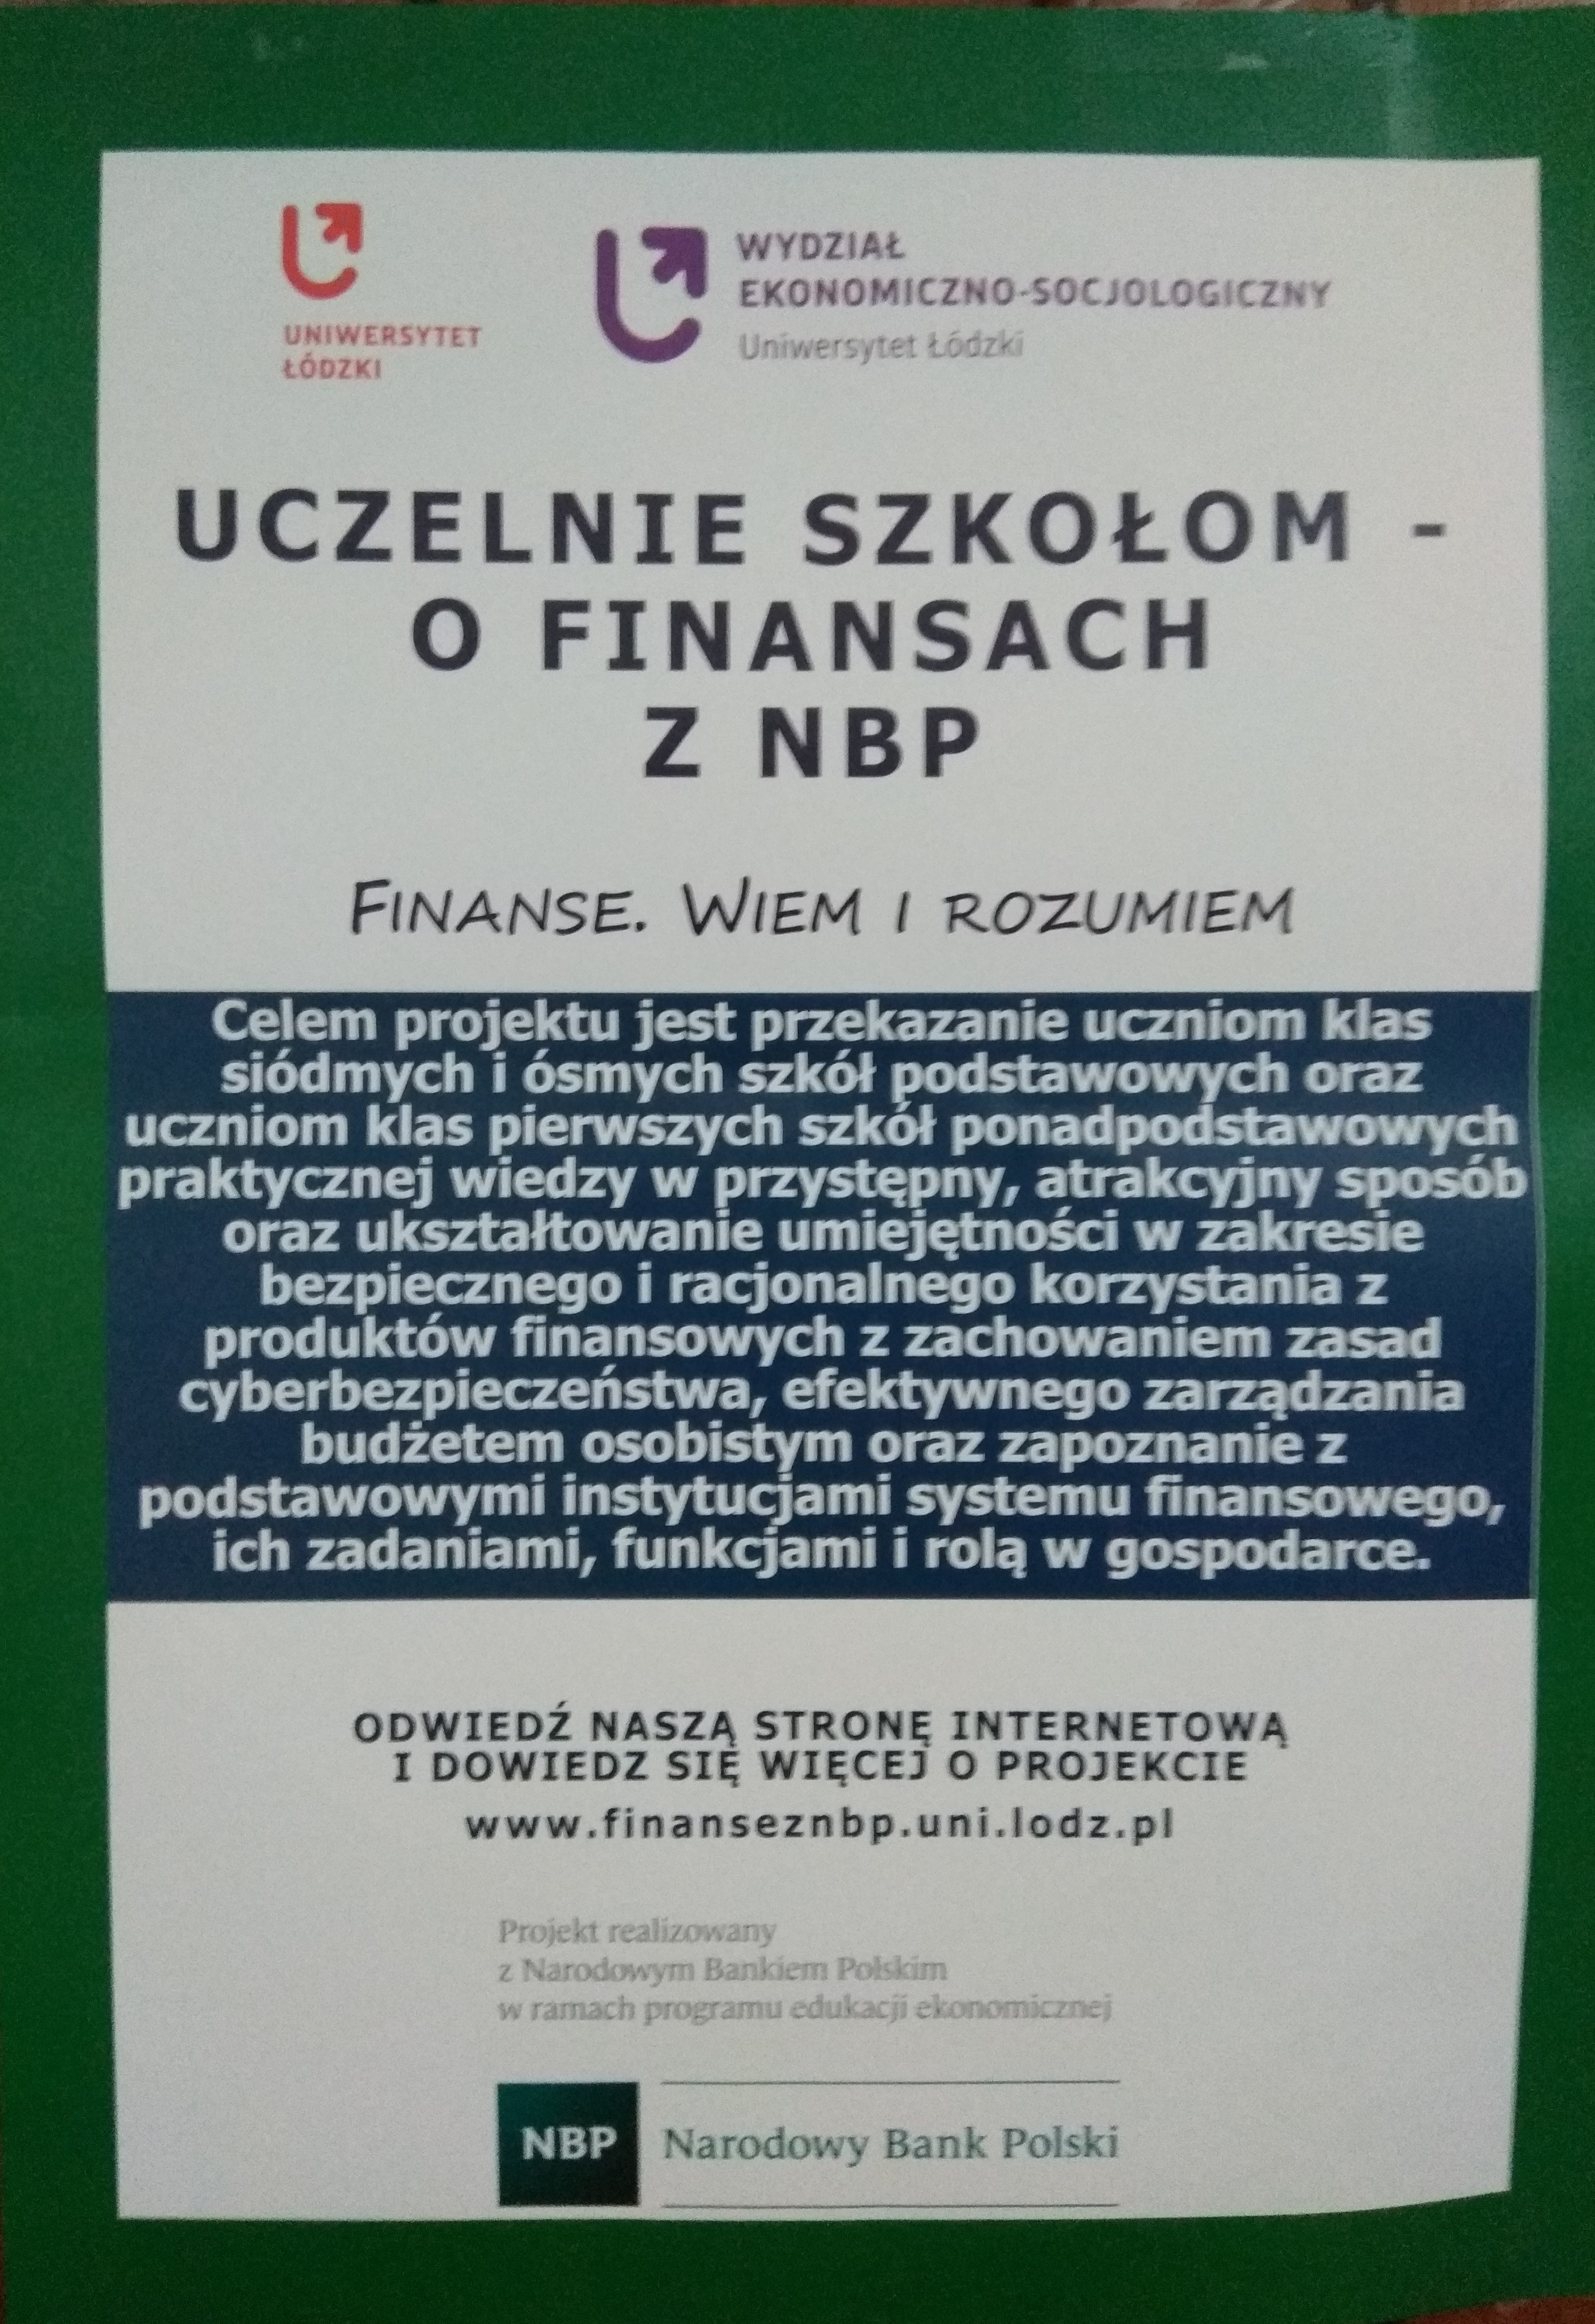 UNIWERSYTET
ŁÓDZKI
WYDZIAŁ
EKONOMICZNO-SOCJOLOGICZNY
Uniwersytet Łódzki
UCZELNIE SZKOŁOM -
O FINANSACH
Z NBP
FINANSE. WIEM I ROZUMIEM
Celem projektu jest przekazanie uczniom klas
siódmych i ósmych szkół podstawowych oraz
uczniom klas pierwszych szkół ponadpodstawowych
praktycznej wiedzy w przystępny, atrakcyjny sposób
oraz ukształtowanie umiejętności w zakresie
bezpiecznego i racjonalnego korzystania z
produktów finansowych z zachowaniem zasad
cyberbezpieczeństwa, efektywnego zarządzania
budżetem osobistym oraz zapoznanie z
podstawowymi instytucjami systemu finansowego,
ich zadaniami, funkcjami i rolą w gospodarce.
ODWIEDŹ NASZĄ STRONĘ INTERNETOWĄ
I DOWIEDZ SIĘ WIĘCEJ O PROJEKCIE
www.finanseznbp.uni.lodz.pl
Projekt realizowany
z Narodowym Bankiem Polskim
w ramach programu edukacji ekonomicznej
NBP Narodowy Bank Polski